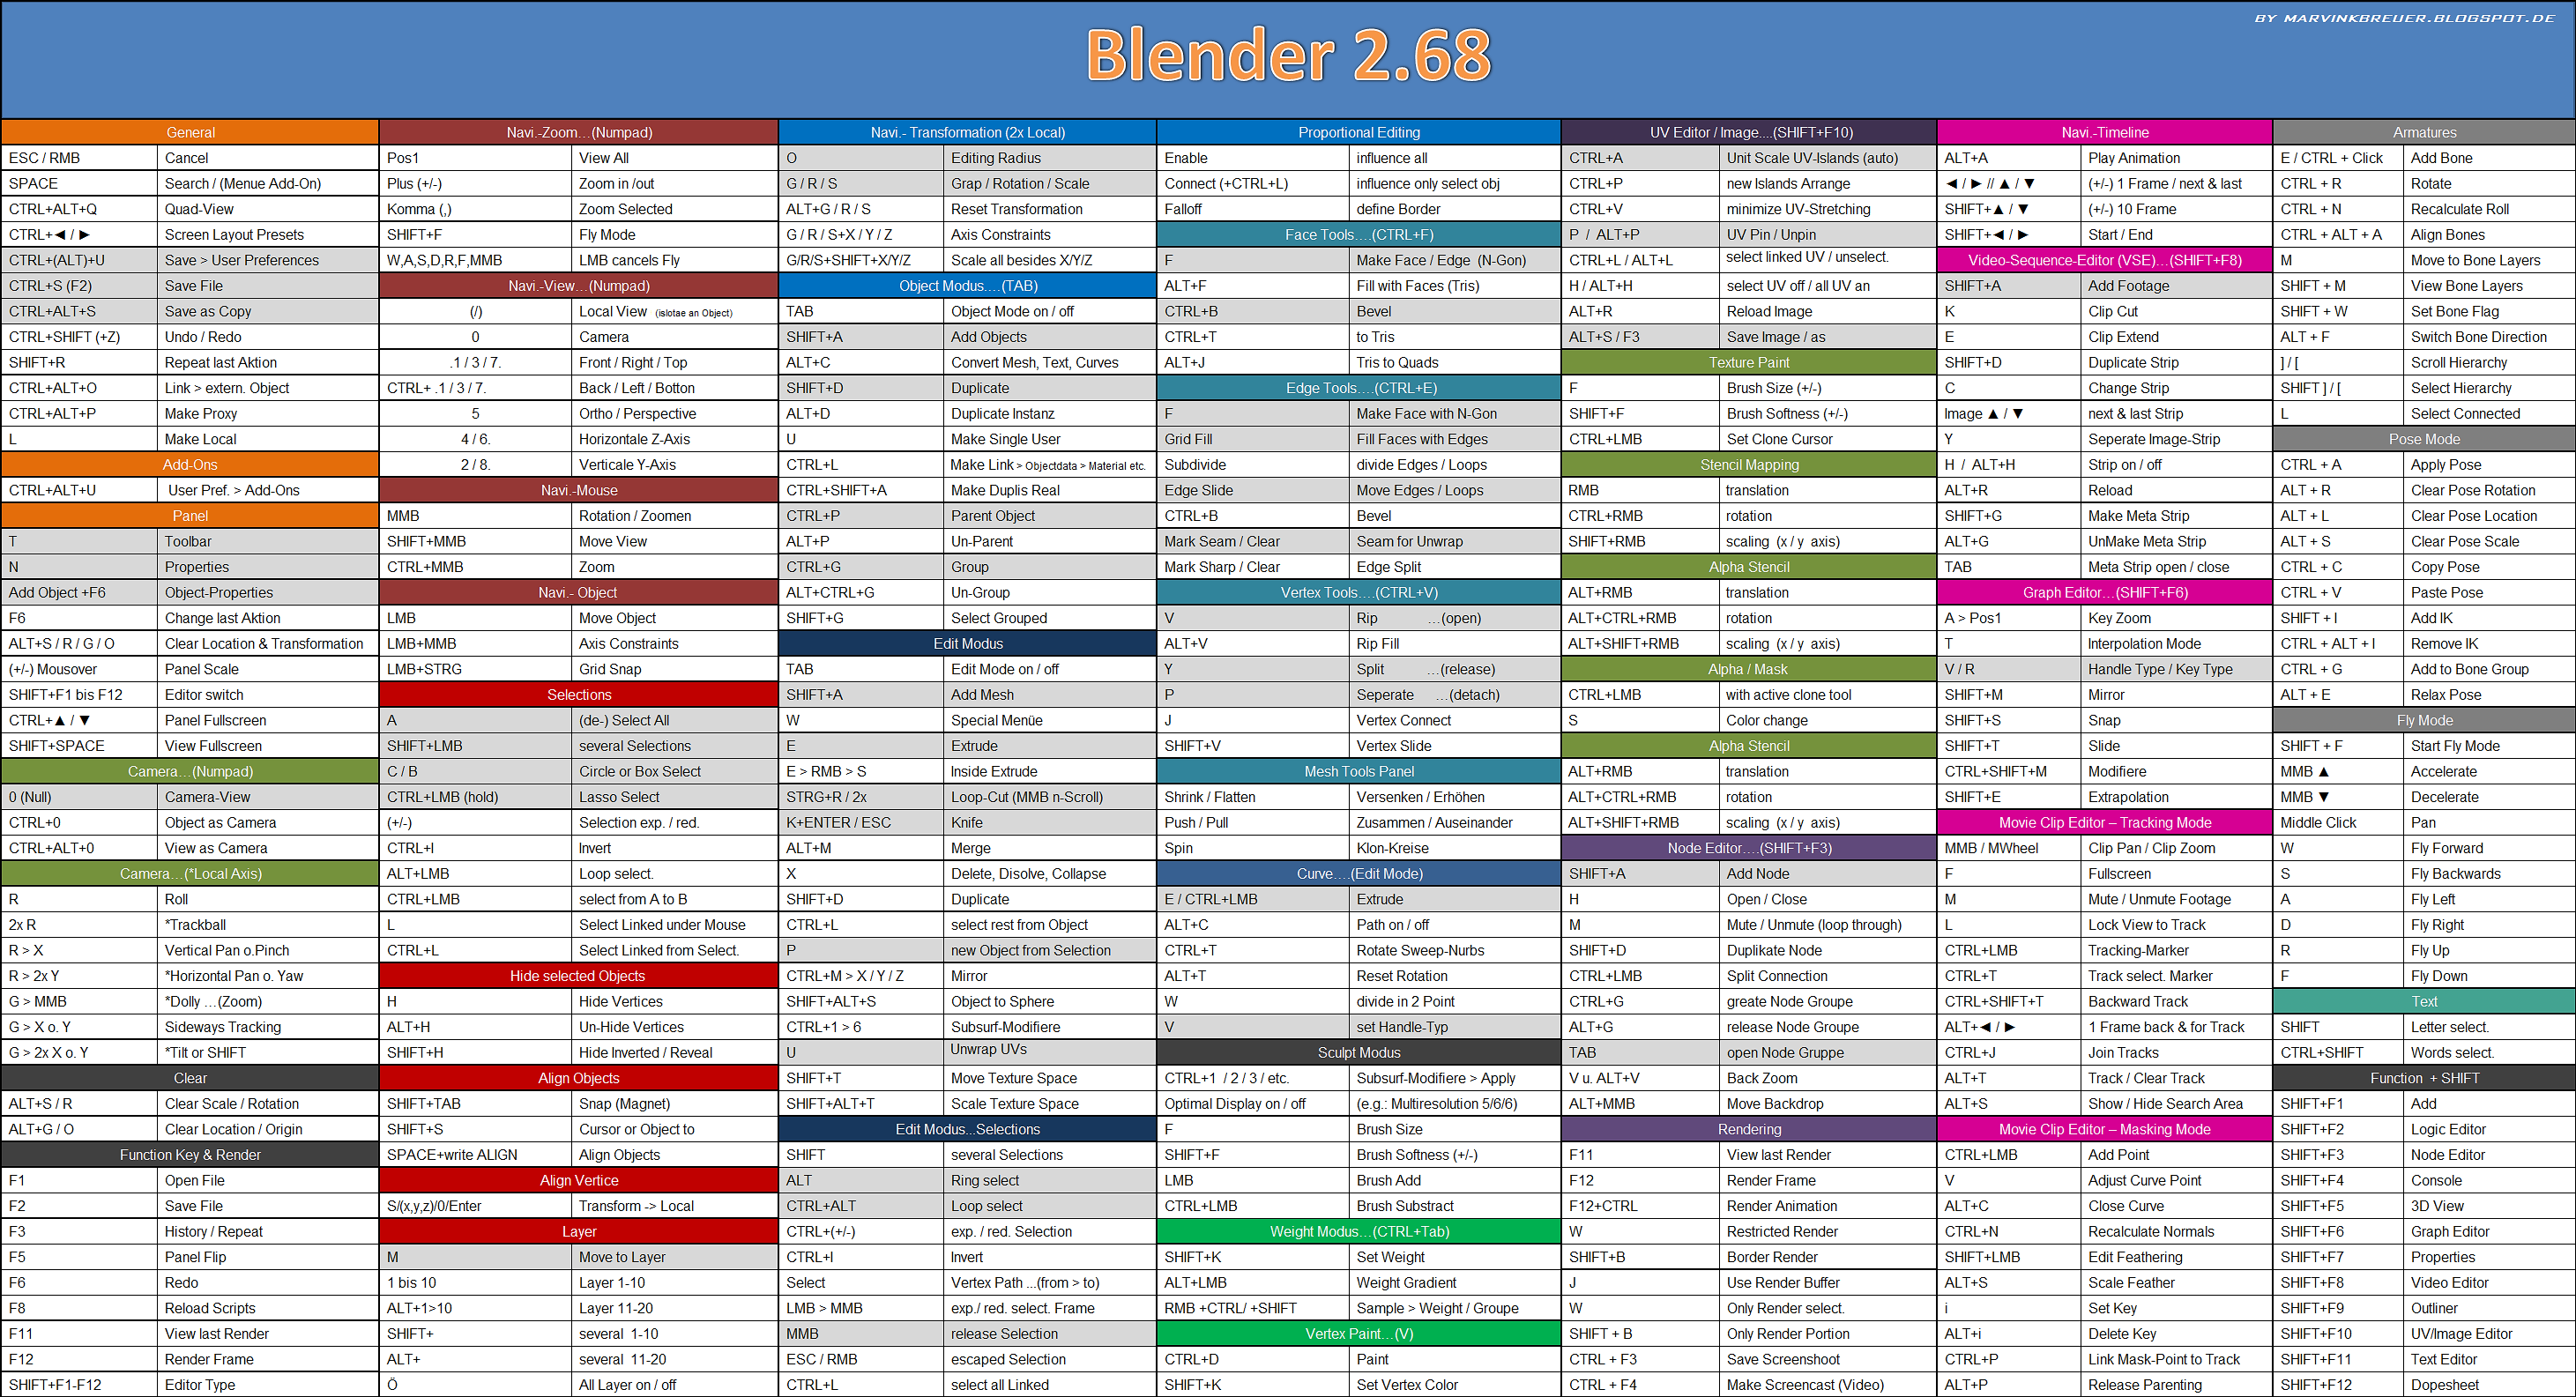 BY MARVINKBREUER.BLOGSPOT.DE
Blender 2.68
General
ESC / RMB Cancel
SPACE Search / (Menue Add-On)
CTRL+ALT+Q Quad-View
CTRL+◄ / ► Screen Layout Presets
CTRL+(ALT)+U Save > User Preferences
CTRL+S (F2) Save File
CTRL+ALT+S Save as Copy
CTRL+SHIFT (+Z) Undo / Redo
SHIFT+R Repeat last Aktion
CTRL+ALT+O Link > extern. Object
CTRL+ALT+P Make Proxy
L Make Local
Add-Ons
CTRL+ALT+U User Pref. > Add-Ons
Panel
T Toolbar
N Properties
Add Object +F6 Object-Properties
F6 Change last Aktion
ALT+S / R / G / O Clear Location & Transformation
(+/-) Mousover Panel Scale
SHIFT+F1 bis F12 Editor switch
CTRL+▲ / ▼ Panel Fullscreen
SHIFT+SPACE View Fullscreen
Camera…(Numpad)
0 (Null) Camera-View
CTRL+0 Object as Camera
CTRL+ALT+0 View as Camera
Camera…(*Local Axis)
R Roll
2x R *Trackball
R > X Vertical Pan o.Pinch
R > 2x Y *Horizontal Pan o. Yaw
G > MMB *Dolly …(Zoom)
G > X o. Y Sideways Tracking
G > 2x X o. Y *Tilt or SHIFT
Clear
ALT+S / R Clear Scale / Rotation
ALT+G / O Clear Location / Origin
Function Key & Render
F1 Open File
F2 Save File
F3 History / Repeat
F5 Panel Flip
F6 Redo
F8 Reload Scripts
F11 View last Render
F12 Render Frame
SHIFT+F1-F12 Editor Type
Navi.-Zoom…(Numpad)
Pos1 View All
Plus (+/-) Zoom in /out
Komma (,) Zoom Selected
SHIFT+F Fly Mode
W,A,S,D,R,F,MMB LMB cancels Fly
Navi.-View…(Numpad)
(/) Local View (islotae an Object)
0 Camera
.1 / 3 / 7. Front / Right / Top
CTRL+ .1 / 3 / 7. Back / Left / Botton
5 Ortho / Perspective
4 / 6. Horizontale Z-Axis
2 / 8. Verticale Y-Axis
Navi.-Mouse
MMB Rotation / Zoomen
SHIFT+MMB Move View
CTRL+MMB Zoom
Navi.- Object
LMB Move Object
LMB+MMB Axis Constraints
LMB+STRG Grid Snap
Selections
A (de-) Select All
SHIFT+LMB several Selections
C / B Circle or Box Select
CTRL+LMB (hold) Lasso Select
(+/-) Selection exp. / red.
CTRL+I Invert
ALT+LMB Loop select.
CTRL+LMB select from A to B
L Select Linked under Mouse
CTRL+L Select Linked from Select.
Hide selected Objects
H Hide Vertices
ALT+H Un-Hide Vertices
SHIFT+H Hide Inverted / Reveal
Align Objects
SHIFT+TAB Snap (Magnet)
SHIFT+S Cursor or Object to
SPACE+write ALIGN Align Objects
Align Vertice
S/(x,y,z)/0/Enter Transform -> Local
Layer
M Move to Layer
1 bis 10 Layer 1-10
ALT+1>10 Layer 11-20
SHIFT+ several 1-10
ALT+ several 11-20
Ö All Layer on / off
Navi.- Transformation (2x Local)
O Editing Radius
G / R / S Grap / Rotation / Scale
ALT+G / R / S Reset Transformation
G / R / S+X / Y / Z Axis Constraints
G/R/S+SHIFT+X/Y/Z Scale all besides X/Y/Z
Object Modus….(TAB)
TAB Object Mode on / off
SHIFT+A Add Objects
ALT+C Convert Mesh, Text, Curves
SHIFT+D Duplicate
ALT+D Duplicate Instanz
U Make Single User
CTRL+L Make Link > Objectdata > Material etc.
CTRL+SHIFT+A Make Duplis Real
CTRL+P Parent Object
ALT+P Un-Parent
CTRL+G Group
ALT+CTRL+G Un-Group
SHIFT+G Select Grouped
Edit Modus
TAB Edit Mode on / off
SHIFT+A Add Mesh
W Special Menüe
E Extrude
E > RMB > S Inside Extrude
STRG+R / 2x Loop-Cut (MMB n-Scroll)
K+ENTER / ESC Knife
ALT+M Merge
X Delete, Disolve, Collapse
SHIFT+D Duplicate
CTRL+L select rest from Object
P new Object from Selection
CTRL+M > X / Y / Z Mirror
SHIFT+ALT+S Object to Sphere
CTRL+1 > 6 Subsurf-Modifiere
U Unwrap UVs
SHIFT+T Move Texture Space
SHIFT+ALT+T Scale Texture Space
Edit Modus...Selections
SHIFT several Selections
ALT Ring select
CTRL+ALT Loop select
CTRL+(+/-) exp. / red. Selection
CTRL+I Invert
Select Vertex Path ...(from > to)
LMB > MMB exp./ red. select. Frame
MMB release Selection
ESC / RMB escaped Selection
CTRL+L select all Linked
Proportional Editing
Enable influence all
Connect (+CTRL+L) influence only select obj
Falloff define Border
Face Tools….(CTRL+F)
F Make Face / Edge (N-Gon)
ALT+F Fill with Faces (Tris)
CTRL+B Bevel
CTRL+T to Tris
ALT+J Tris to Quads
Edge Tools….(CTRL+E)
F Make Face with N-Gon
Grid Fill Fill Faces with Edges
Subdivide divide Edges / Loops
Edge Slide Move Edges / Loops
CTRL+B Bevel
Mark Seam / Clear Seam for Unwrap
Mark Sharp / Clear Edge Split
Vertex Tools….(CTRL+V)
V Rip …(open)
ALT+V Rip Fill
Y Split …(release)
P Seperate …(detach)
J Vertex Connect
SHIFT+V Vertex Slide
Mesh Tools Panel
Shrink / Flatten Versenken / Erhöhen
Push / Pull Zusammen / Auseinander
Spin Klon-Kreise
Curve….(Edit Mode)
E / CTRL+LMB Extrude
ALT+C Path on / off
CTRL+T Rotate Sweep-Nurbs
ALT+T Reset Rotation
W divide in 2 Point
V set Handle-Typ
Sculpt Modus
CTRL+1 / 2 / 3 / etc. Subsurf-Modifiere > Apply
Optimal Display on / off (e.g.: Multiresolution 5/6/6)
F Brush Size
SHIFT+F Brush Softness (+/-)
LMB Brush Add
CTRL+LMB Brush Substract
Weight Modus…(CTRL+Tab)
SHIFT+K Set Weight
ALT+LMB Weight Gradient
RMB +CTRL/ +SHIFT Sample > Weight / Groupe
Vertex Paint…(V)
CTRL+D Paint
SHIFT+K Set Vertex Color
UV Editor / Image....(SHIFT+F10)
CTRL+A Unit Scale UV-Islands (auto)
CTRL+P new Islands Arrange
CTRL+V minimize UV-Stretching
P / ALT+P UV Pin / Unpin
CTRL+L / ALT+L select linked UV / unselect.
H / ALT+H select UV off / all UV an
ALT+R Reload Image
ALT+S / F3 Save Image / as
Texture Paint
F Brush Size (+/-)
SHIFT+F Brush Softness (+/-)
CTRL+LMB Set Clone Cursor
Stencil Mapping
RMB translation
CTRL+RMB rotation
SHIFT+RMB scaling (x / y axis)
Alpha Stencil
ALT+RMB translation
ALT+CTRL+RMB rotation
ALT+SHIFT+RMB scaling (x / y axis)
Alpha / Mask
CTRL+LMB with active clone tool
S Color change
Alpha Stencil
ALT+RMB translation
ALT+CTRL+RMB rotation
ALT+SHIFT+RMB scaling (x / y axis)
Node Editor….(SHIFT+F3)
SHIFT+A Add Node
H Open / Close
M Mute / Unmute (loop through)
SHIFT+D Duplikate Node
CTRL+LMB Split Connection
CTRL+G greate Node Groupe
ALT+G release Node Groupe
TAB open Node Gruppe
V u. ALT+V Back Zoom
ALT+MMB Move Backdrop
Rendering
F11 View last Render
F12 Render Frame
F12+CTRL Render Animation
W Restricted Render
SHIFT+B Border Render
J Use Render Buffer
W Only Render select.
SHIFT + B Only Render Portion
CTRL + F3 Save Screenshoot
CTRL + F4 Make Screencast (Video)
Navi.-Timeline
ALT+A Play Animation
◄ / ► // ▲ / ▼ (+/-) 1 Frame / next & last
SHIFT+▲ / ▼ (+/-) 10 Frame
SHIFT+◄ / ► Start / End
Video-Sequence-Editor (VSE)…(SHIFT+F8)
SHIFT+A Add Footage
K Clip Cut
E Clip Extend
SHIFT+D Duplicate Strip
C Change Strip
Image ▲ / ▼ next & last Strip
Y Seperate Image-Strip
H / ALT+H Strip on / off
ALT+R Reload
SHIFT+G Make Meta Strip
ALT+G UnMake Meta Strip
TAB Meta Strip open / close
Graph Editor…(SHIFT+F6)
A > Pos1 Key Zoom
T Interpolation Mode
V / R Handle Type / Key Type
SHIFT+M Mirror
SHIFT+S Snap
SHIFT+T Slide
CTRL+SHIFT+M Modifiere
SHIFT+E Extrapolation
Movie Clip Editor – Tracking Mode
MMB / MWheel Clip Pan / Clip Zoom
F Fullscreen
M Mute / Unmute Footage
L Lock View to Track
CTRL+LMB Tracking-Marker
CTRL+T Track select. Marker
CTRL+SHIFT+T Backward Track
ALT+◄ / ► 1 Frame back & for Track
CTRL+J Join Tracks
ALT+T Track / Clear Track
ALT+S Show / Hide Search Area
Movie Clip Editor – Masking Mode
CTRL+LMB Add Point
V Adjust Curve Point
ALT+C Close Curve
CTRL+N Recalculate Normals
SHIFT+LMB Edit Feathering
ALT+S Scale Feather
i Set Key
ALT+i Delete Key
CTRL+P Link Mask-Point to Track
ALT+P Release Parenting
Armatures
E / CTRL + Click Add Bone
CTRL + R Rotate
CTRL + N Recalculate Roll
CTRL + ALT + A Align Bones
M Move to Bone Layers
SHIFT + M View Bone Layers
SHIFT + W Set Bone Flag
ALT + F Switch Bone Direction
] / [ Scroll Hierarchy
SHIFT ] / [ Select Hierarchy
L Select Connected
Pose Mode
CTRL + A Apply Pose
ALT + R Clear Pose Rotation
ALT + L Clear Pose Location
ALT + S Clear Pose Scale
CTRL + C Copy Pose
CTRL + V Paste Pose
SHIFT + I Add IK
CTRL + ALT + I Remove IK
CTRL + G Add to Bone Group
ALT + E Relax Pose
Fly Mode
SHIFT + F Start Fly Mode
MMB ▲ Accelerate
MMB ▼ Decelerate
Middle Click Pan
W Fly Forward
S Fly Backwards
A Fly Left
D Fly Right
R Fly Up
F Fly Down
Text
SHIFT Letter select.
CTRL+SHIFT Words select.
Function + SHIFT
SHIFT+F1 Add
SHIFT+F2 Logic Editor
SHIFT+F3 Node Editor
SHIFT+F4 Console
SHIFT+F5 3D View
SHIFT+F6 Graph Editor
SHIFT+F7 Properties
SHIFT+F8 Video Editor
SHIFT+F9 Outliner
SHIFT+F10 UV/Image Editor
SHIFT+F11 Text Editor
SHIFT+F12 Dopesheet